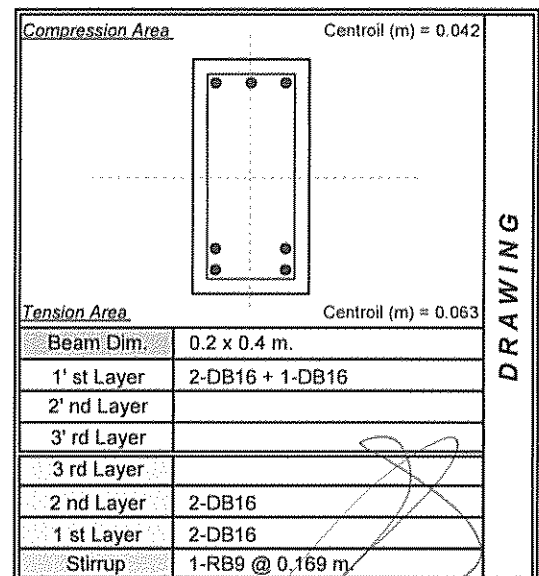 Compression Area Centroil (m) = 0.042
Tension Area Centroil (m) = 0.063
DRAWING
Beam Dim. 0.2 x 0.4 m.
1' st Layer 2-DB16 + 1-DB16
2' nd Layer
3' rd Layer
3 rd Layer
2 nd Layer 2-DB16
1 st Layer 2-DB16
Stirrup 1-RB9 @ 0.169 m.